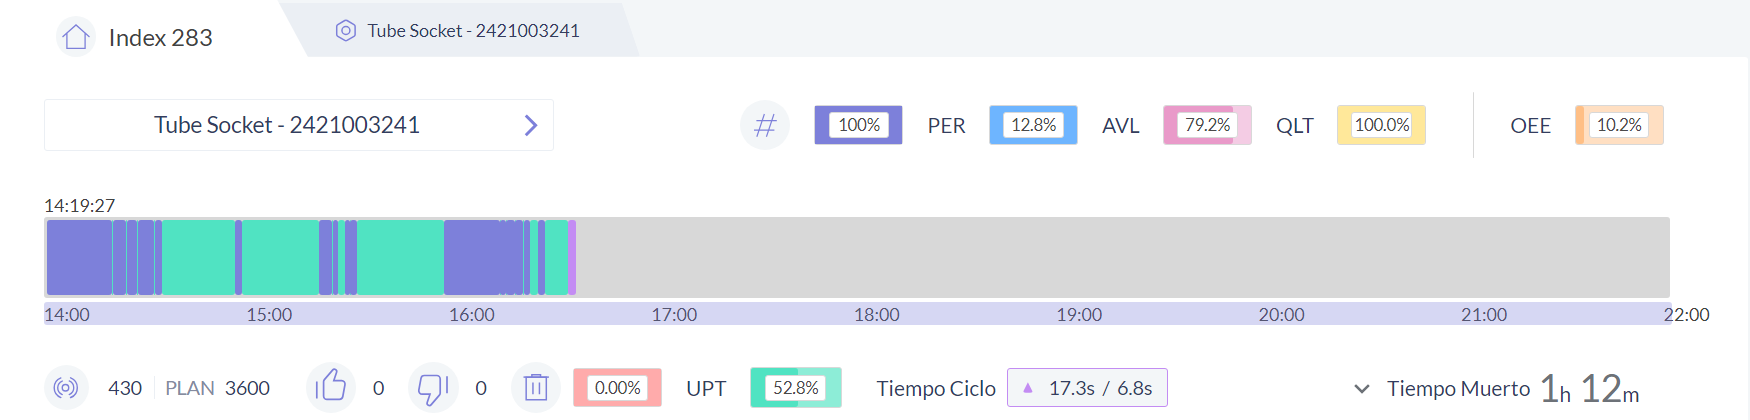 Index 283
Tube Socket - 2421003241
Tube Socket - 2421003241
# 100% PER 12.8% AVL 79.2% QLT 100.0% OEE 10.2%
14:19:27
14:00 15:00 16:00 17:00 18:00 19:00 20:00 21:00 22:00
430 PLAN 3600 0 0 0.00% UPT 52.8% Tiempo Ciclo 17.3s / 6.8s Tiempo Muerto 1h 12m